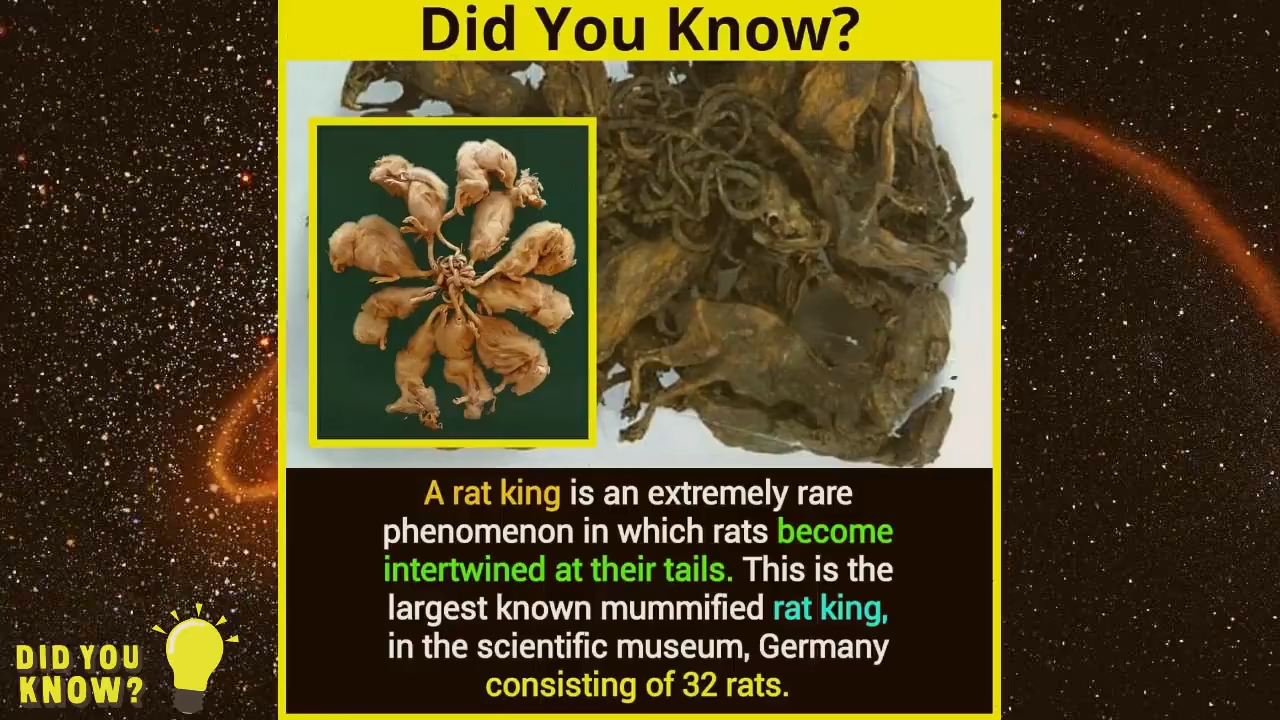 Did You Know?
A rat king is an extremely rare
phenomenon in which rats become
intertwined at their tails. This is the
largest known mummified rat king,
in the scientific museum, Germany
consisting of 32 rats.
DID YOU
KNOW?